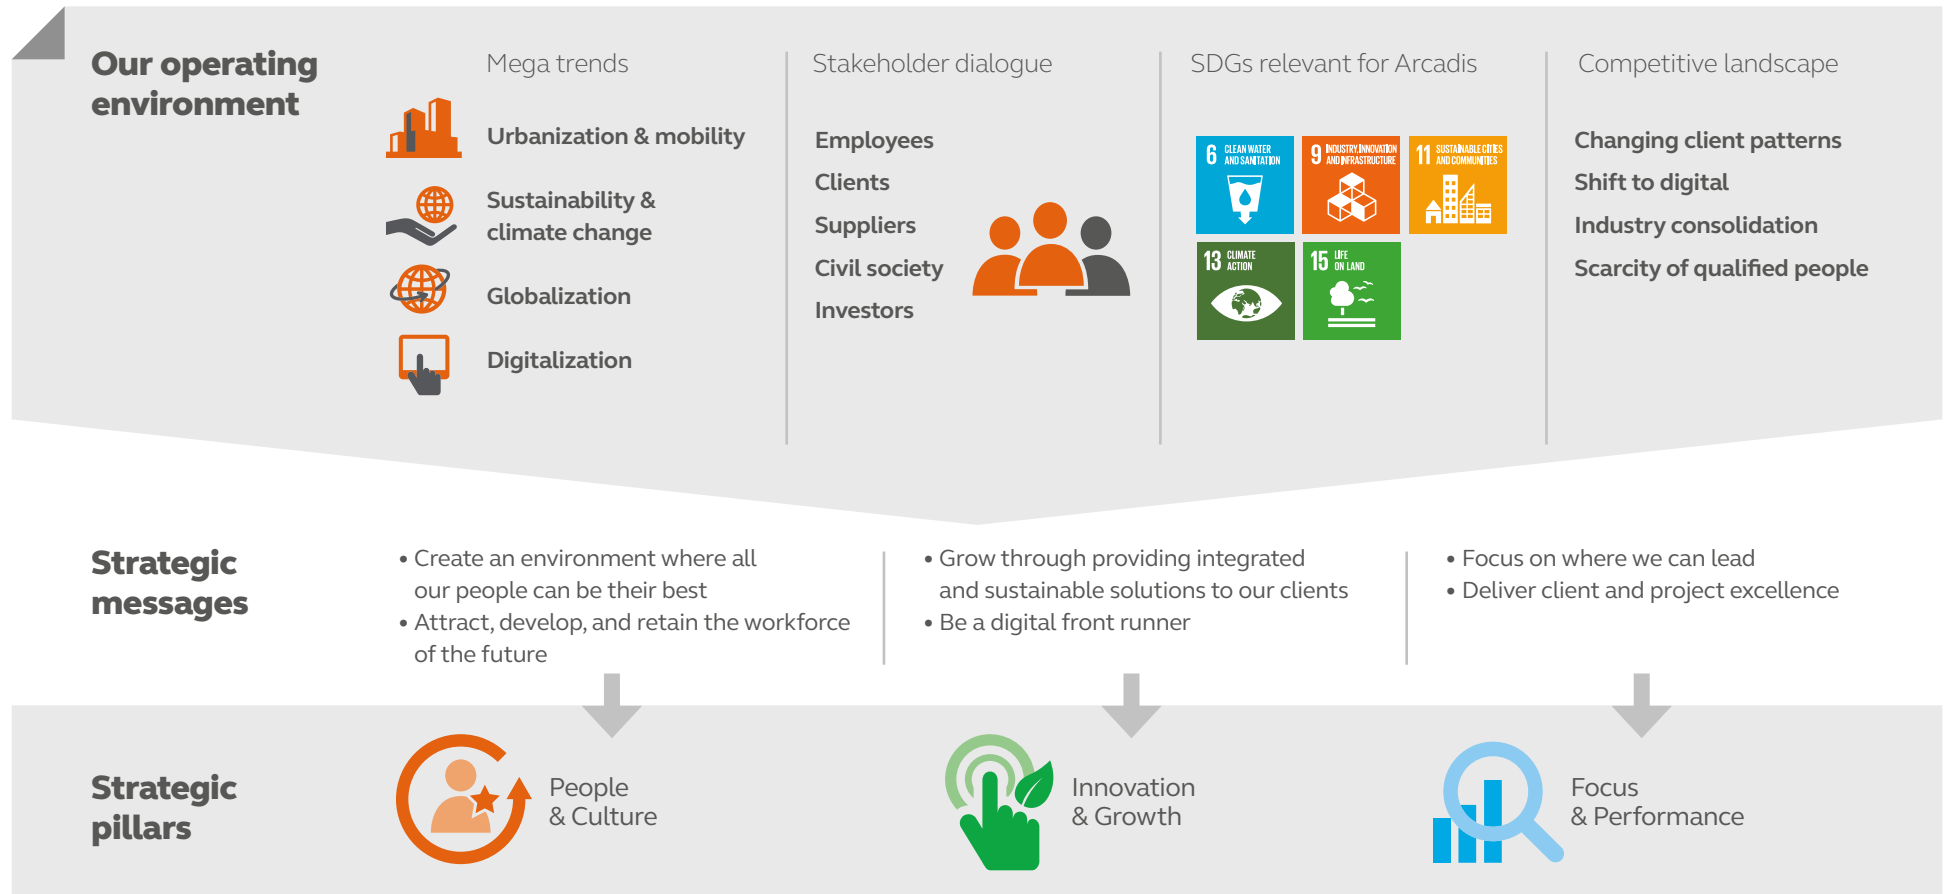 Our operating
environment
Mega trends
Urbanization & mobility
Sustainability &
climate change
Globalization
Digitalization
Stakeholder dialogue
Employees
Clients
Suppliers
Civil society
Investors
SDGs relevant for Arcadis
6 CLEAN WATER
AND SANITATION
9 INDUSTRY, INNOVATION
AND INFRASTRUCTURE
11 SUSTAINABLE CITIES
AND COMMUNITIES
13 CLIMATE
ACTION
15 LIFE
ON LAND
Competitive landscape
Changing client patterns
Shift to digital
Industry consolidation
Scarcity of qualified people
Strategic
messages
• Create an environment where all
our people can be their best
• Attract, develop, and retain the workforce
of the future
• Grow through providing integrated
and sustainable solutions to our clients
• Be a digital front runner
• Focus on where we can lead
• Deliver client and project excellence
Strategic
pillars
People
& Culture
Innovation
& Growth
Focus
& Performance